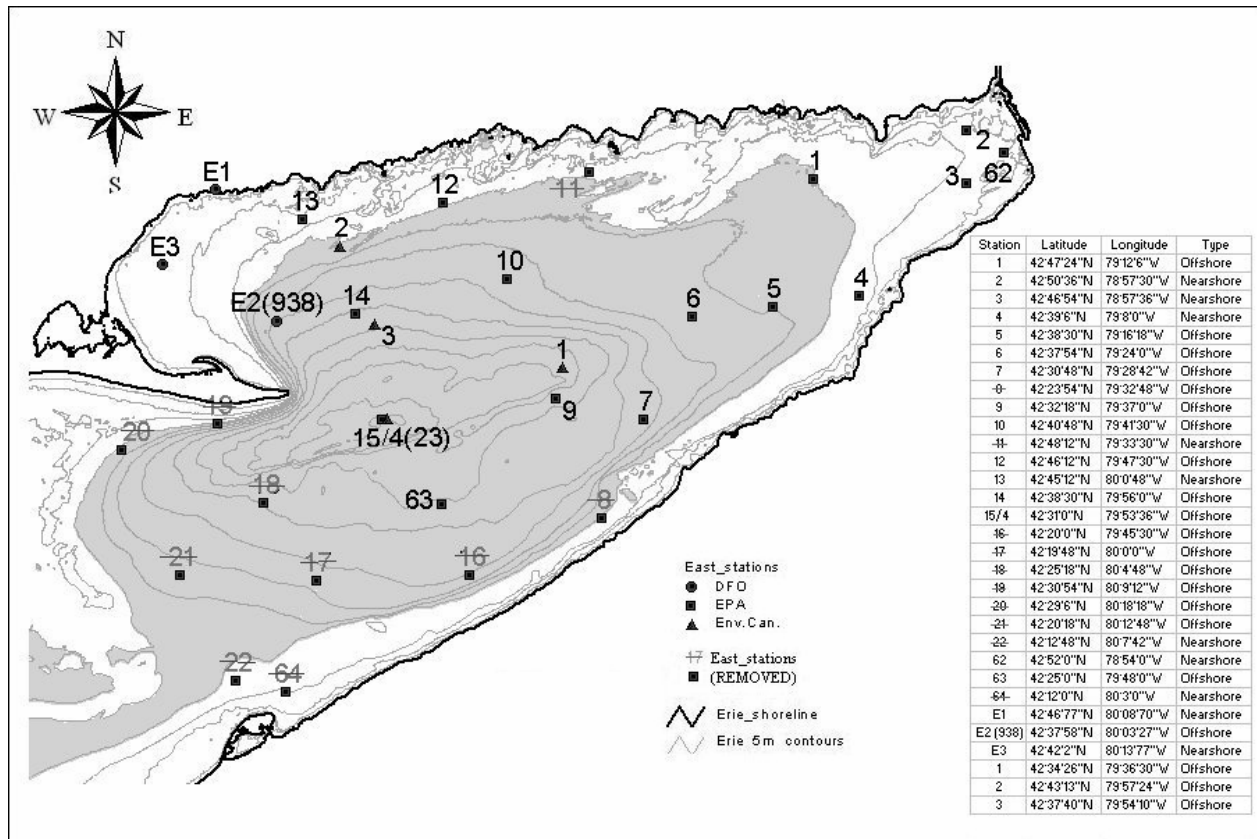 N
W E
S
E1
13
12
11
1
2
3
62
E3
2
10
E2(938)
14
3
6
5
4
1
9
7
19
20
15/4(23)
18
63
8
21
17
16
22
64
East_stations
DFO
EPA
Env.Can.
17 East_stations
(REMOVED)
Erie_shoreline
Erie 5m contours
Station Latitude Longitude Type
1 42°47'24"N 79°12'6"W Offshore
2 42°50'36"N 78°57'30"W Nearshore
3 42°46'54"N 78°57'36"W Nearshore
4 42°39'6"N 79°8'0"W Nearshore
5 42°38'30"N 79°16'18"W Offshore
6 42°37'54"N 79°24'0"W Offshore
7 42°30'48"N 79°28'42"W Offshore
8 42°23'54"N 79°32'48"W Offshore
9 42°32'18"N 79°37'0"W Offshore
10 42°40'48"N 79°41'30"W Offshore
11 42°48'12"N 79°33'30"W Nearshore
12 42°46'12"N 79°47'30"W Offshore
13 42°45'12"N 80°0'48"W Nearshore
14 42°38'30"N 79°56'0"W Offshore
15/4 42°31'0"N 79°53'36"W Offshore
16 42°20'0"N 79°45'30"W Offshore
17 42°19'48"N 80°0'0"W Offshore
18 42°25'18"N 80°4'48"W Offshore
19 42°30'54"N 80°9'12"W Offshore
20 42°29'6"N 80°18'18"W Offshore
21 42°20'18"N 80°12'48"W Offshore
22 42°12'48"N 80°7'42"W Nearshore
62 42°52'0"N 78°54'0"W Nearshore
63 42°25'0"N 79°48'0"W Offshore
64 42°12'0"N 80°3'0"W Nearshore
E1 42°46'77"N 80°08'70"W Nearshore
E2 (938) 42°37'58"N 80°03'27"W Offshore
E3 42°42'2"N 80°13'77"W Nearshore
1 42°34'26"N 79°36'30"W Offshore
2 42°43'13"N 79°57'24"W Offshore
3 42°37'40"N 79°54'10"W Offshore